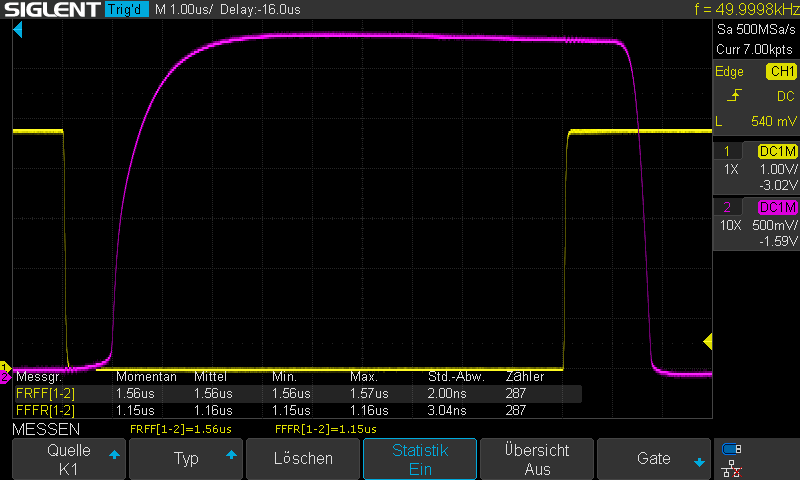 SIGLENT Trig'd M 1.00us/ Delay:-16.0us f = 49.9998kHz
Sa 500MSa/s
Curr 7.00kpts
Edge CH1
DC
L 540 mV
1 DC1M
1X 1.00V/
-3.02V
2 DC1M
10X 500mV/
-1.59V
1
2
Messgr. Momentan Mittel Min. Max. Std.-Abw. Zähler
FRFF[1-2] 1.56us 1.56us 1.56us 1.57us 2.00ns 287
FFFR[1-2] 1.15us 1.16us 1.15us 1.16us 3.04ns 287
MESSEN FRFF[1-2]=1.56us FFFR[1-2]=1.15us
Quelle Typ Löschen Statistik Übersicht Gate
K1 Ein Aus